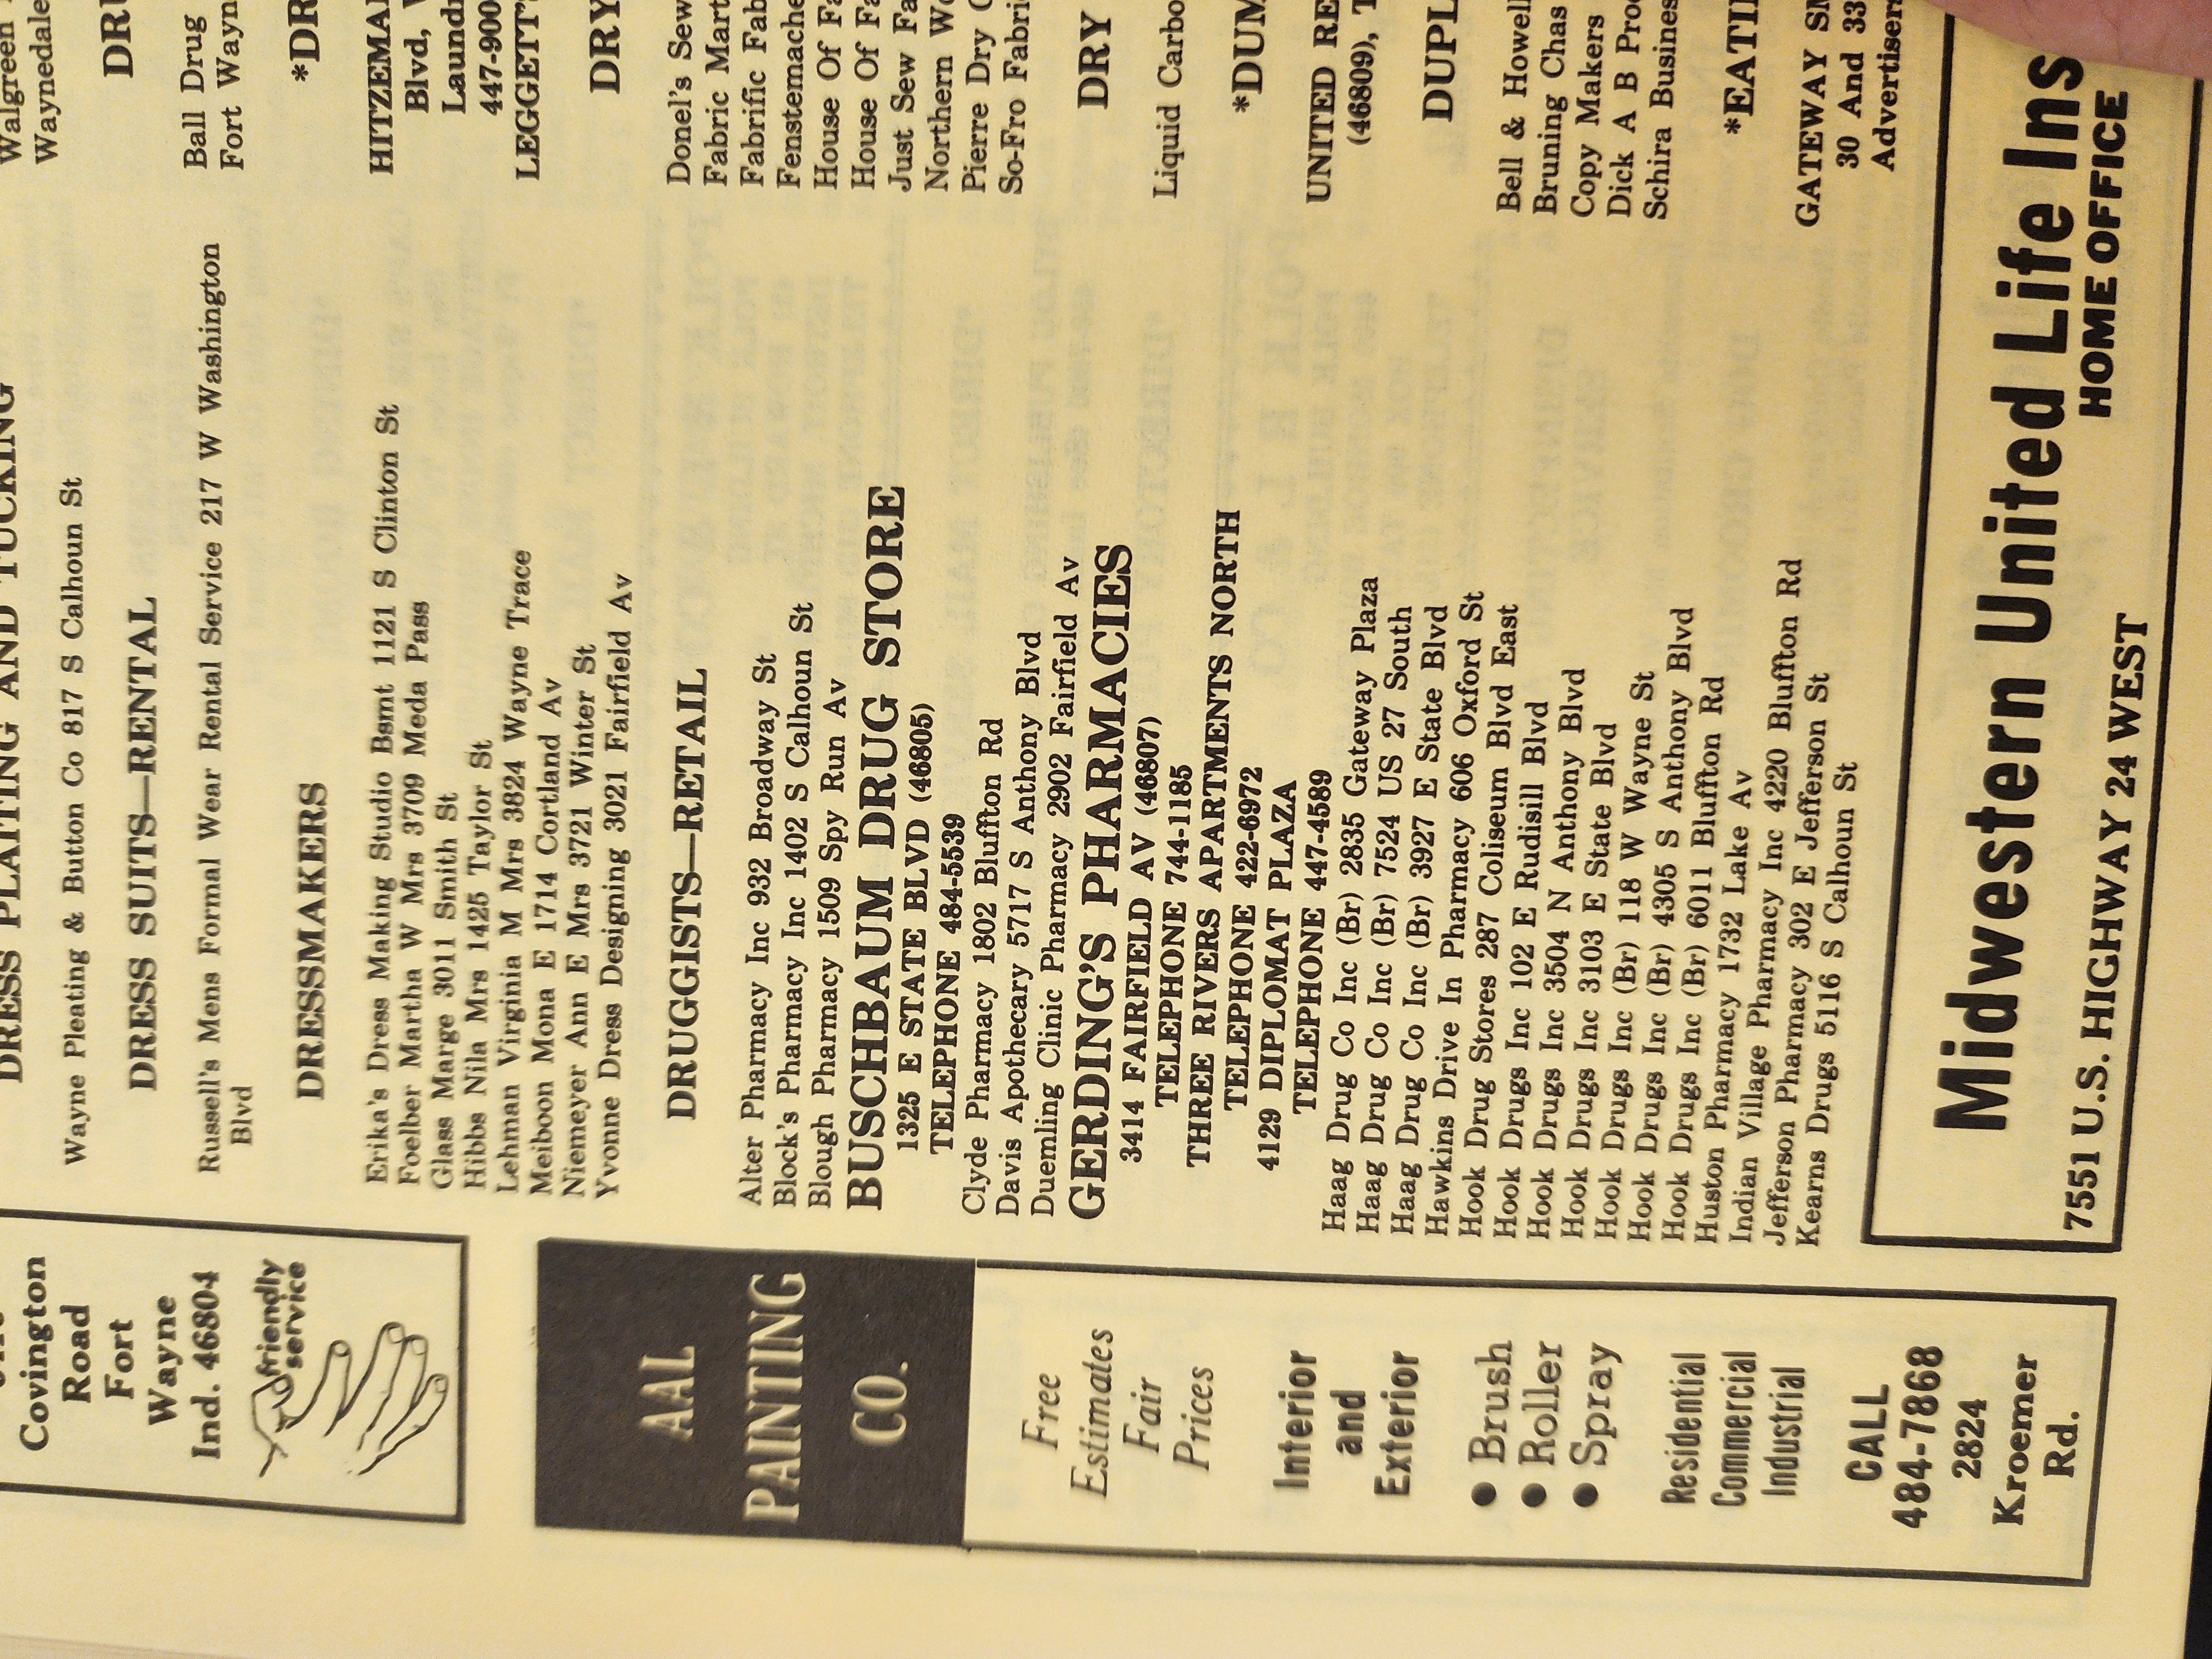 Covington
Road
Fort
Wayne
Ind. 46804
friendly
service
AAL
PAINTING
CO.
Free
Estimates
Fair
Prices
Interior
and
Exterior
• Brush
• Roller
• Spray
Residential
Commercial
Industrial
CALL
484-7868
2824
Kroemer
Rd.
DRESS PLAITING AND TUCKING
Wayne Pleating & Button Co 817 S Calhoun St
DRESS SUITS—RENTAL
Russell's Mens Formal Wear Rental Service 217 W Washington
Blvd
DRESSMAKERS
Erika's Dress Making Studio Bsmt 1121 S Clinton St
Foelber Martha W Mrs 3709 Meda Pass
Glass Marge 3011 Smith St
Hibbs Nila Mrs 1425 Taylor St
Lehman Virginia M Mrs 3824 Wayne Trace
Meiboon Mona E 1714 Cortland Av
Niemeyer Ann E Mrs 3721 Winter St
Yvonne Dress Designing 3021 Fairfield Av
DRUGGISTS—RETAIL
Alter Pharmacy Inc 932 Broadway St
Block's Pharmacy Inc 1402 S Calhoun St
Blough Pharmacy 1509 Spy Run Av
BUSCHBAUM DRUG STORE
1325 E STATE BLVD (46805)
TELEPHONE 484-5539
Clyde Pharmacy 1802 Bluffton Rd
Davis Apothecary 5717 S Anthony Blvd
Duemling Clinic Pharmacy 2902 Fairfield Av
GERDING'S PHARMACIES
3414 FAIRFIELD AV (46807)
TELEPHONE 744-1185
THREE RIVERS APARTMENTS NORTH
TELEPHONE 422-6972
4129 DIPLOMAT PLAZA
TELEPHONE 447-4589
Haag Drug Co Inc (Br) 2835 Gateway Plaza
Haag Drug Co Inc (Br) 7524 US 27 South
Haag Drug Co Inc (Br) 3927 E State Blvd
Hawkins Drive In Pharmacy 606 Oxford St
Hook Drug Stores 287 Coliseum Blvd East
Hook Drugs Inc 102 E Rudisill Blvd
Hook Drugs Inc 3504 N Anthony Blvd
Hook Drugs Inc 3103 E State Blvd
Hook Drugs Inc (Br) 118 W Wayne St
Hook Drugs Inc (Br) 4305 S Anthony Blvd
Hook Drugs Inc (Br) 6011 Bluffton Rd
Huston Pharmacy 1732 Lake Av
Indian Village Pharmacy Inc 4220 Bluffton Rd
Jefferson Pharmacy 302 E Jefferson St
Kearns Drugs 5116 S Calhoun St
Walgreen
Waynedale
DRU
Ball Drug
Fort Wayn
*DR
HITZEMAN
Blvd,
Laundr
447-900
LEGGETT'S
DRY
Donel's Sew
Fabric Mart
Fabrific Fab
Fenstemache
House Of Fa
House Of Fa
Just Sew Fa
Northern Wo
Pierre Dry G
So-Fro Fabric
DRY
Liquid Carbo
*DUM
UNITED RE
(46809), T
DUPL
Bell & Howell
Bruning Chas
Copy Makers
Dick A B Pro
Schira Business
*EATIN
GATEWAY SM
30 And 33
Advertisers
Midwestern United Life Ins
HOME OFFICE
7551 U.S. HIGHWAY 24 WEST